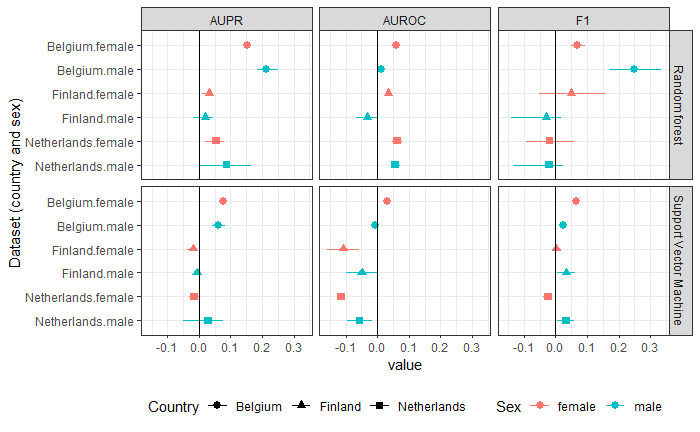 AUPR AUROC F1
Belgium.female
Belgium.male
Finland.female
Finland.male
Netherlands.female
Netherlands.male
Random forest
Belgium.female
Belgium.male
Finland.female
Finland.male
Netherlands.female
Netherlands.male
Support Vector Machine
Dataset (country and sex)
-0.1 0.0 0.1 0.2 0.3 -0.1 0.0 0.1 0.2 0.3 -0.1 0.0 0.1 0.2 0.3
value
Country Belgium Finland Netherlands Sex female male